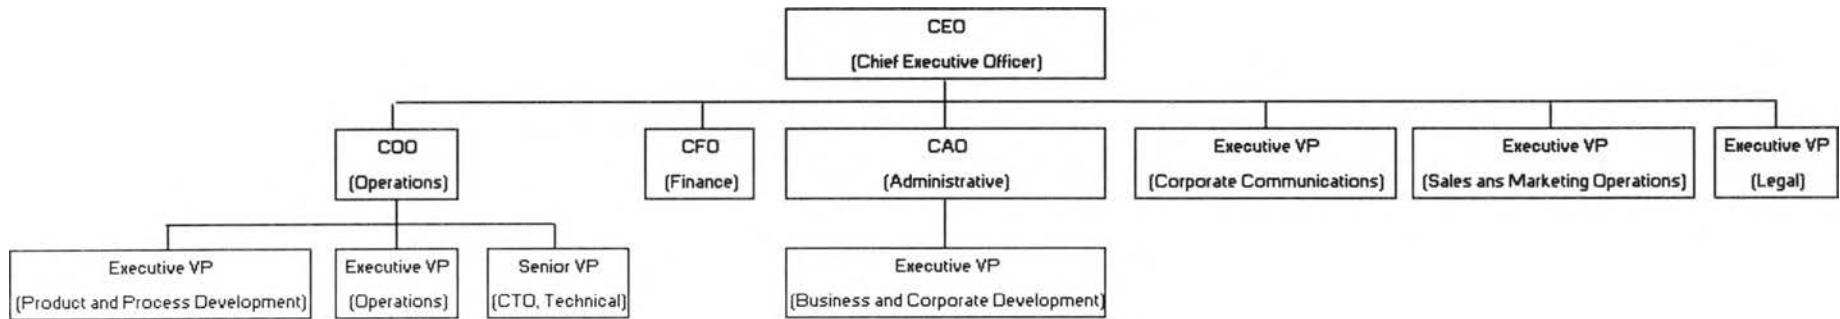 CEO
(Chief Executive Officer)
COO
(Operations)
CFO
(Finance)
CAO
(Administrative)
Executive VP
(Corporate Communications)
Executive VP
(Sales ans Marketing Operations)
Executive VP
(Legal)
Executive VP
(Product and Process Development)
Executive VP
(Operations)
Senior VP
(CTO, Technical)
Executive VP
(Business and Corporate Development)